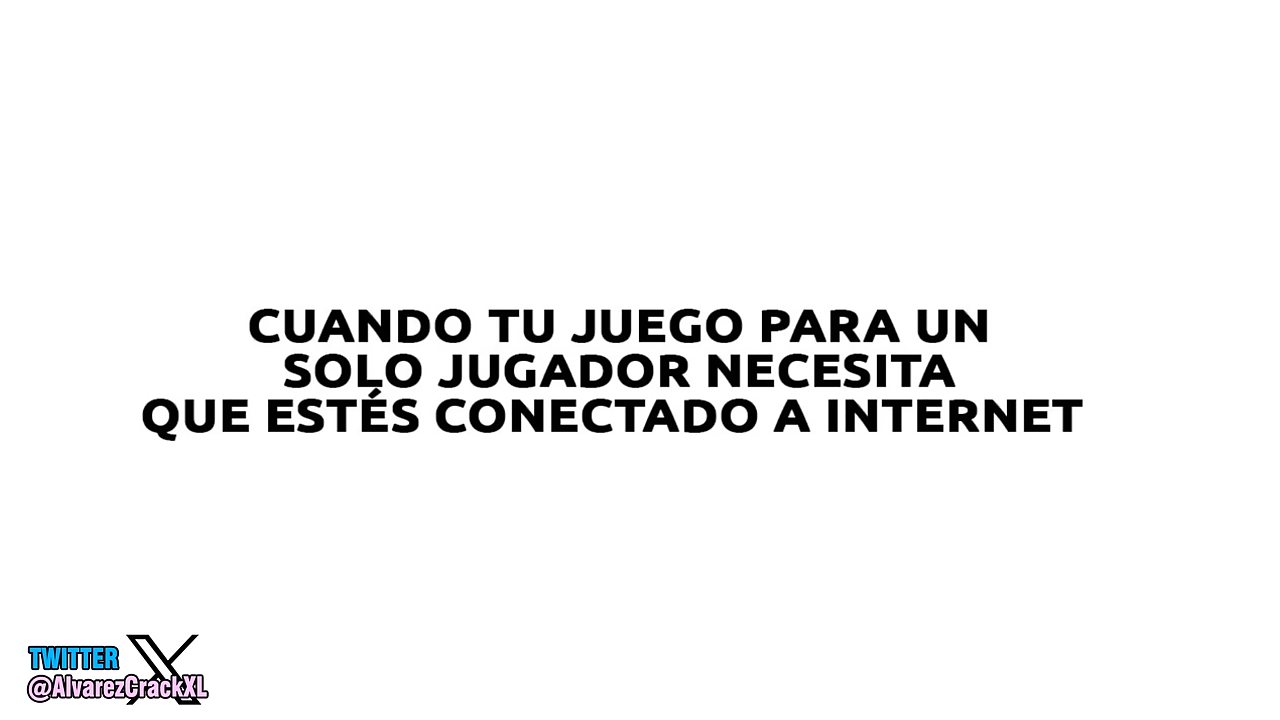 CUANDO TU JUEGO PARA UN
SOLO JUGADOR NECESITA
QUE ESTÉS CONECTADO A INTERNET
TWITTER
@AlvarezCrackXL